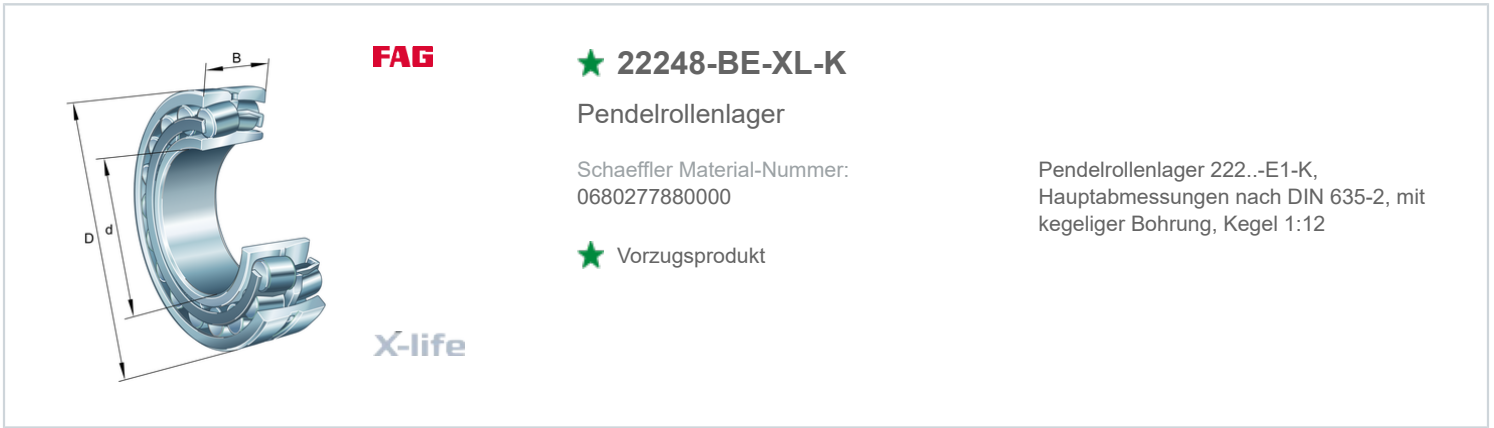 B
FAG
D
d
X-life
22248-BE-XL-K
Pendelrollenlager
Schaeffler Material-Nummer:
0680277880000
Vorzugsprodukt
Pendelrollenlager 222..-E1-K,
Hauptabmessungen nach DIN 635-2, mit
kegeliger Bohrung, Kegel 1:12